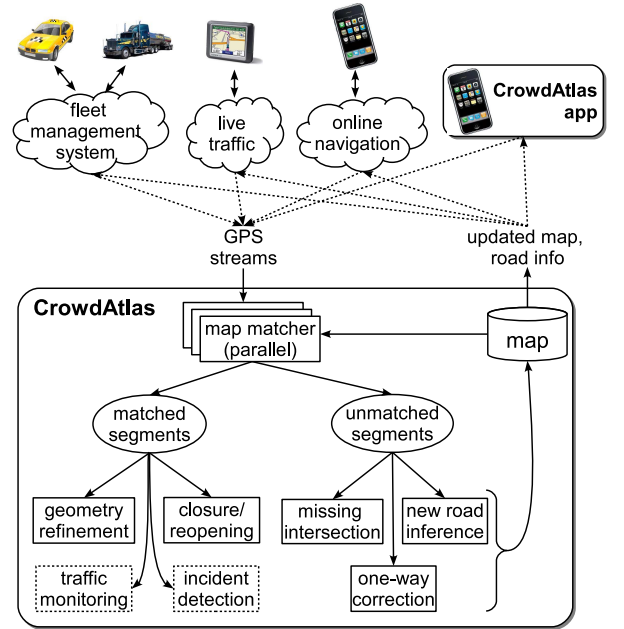 fleet
management
system
live
traffic
online
navigation
CrowdAtlas
app
GPS
streams
updated map,
road info
CrowdAtlas
map matcher
(parallel)
map
matched
segments
unmatched
segments
geometry
refinement
closure/
reopening
missing
intersection
new road
inference
traffic
monitoring
incident
detection
one-way
correction